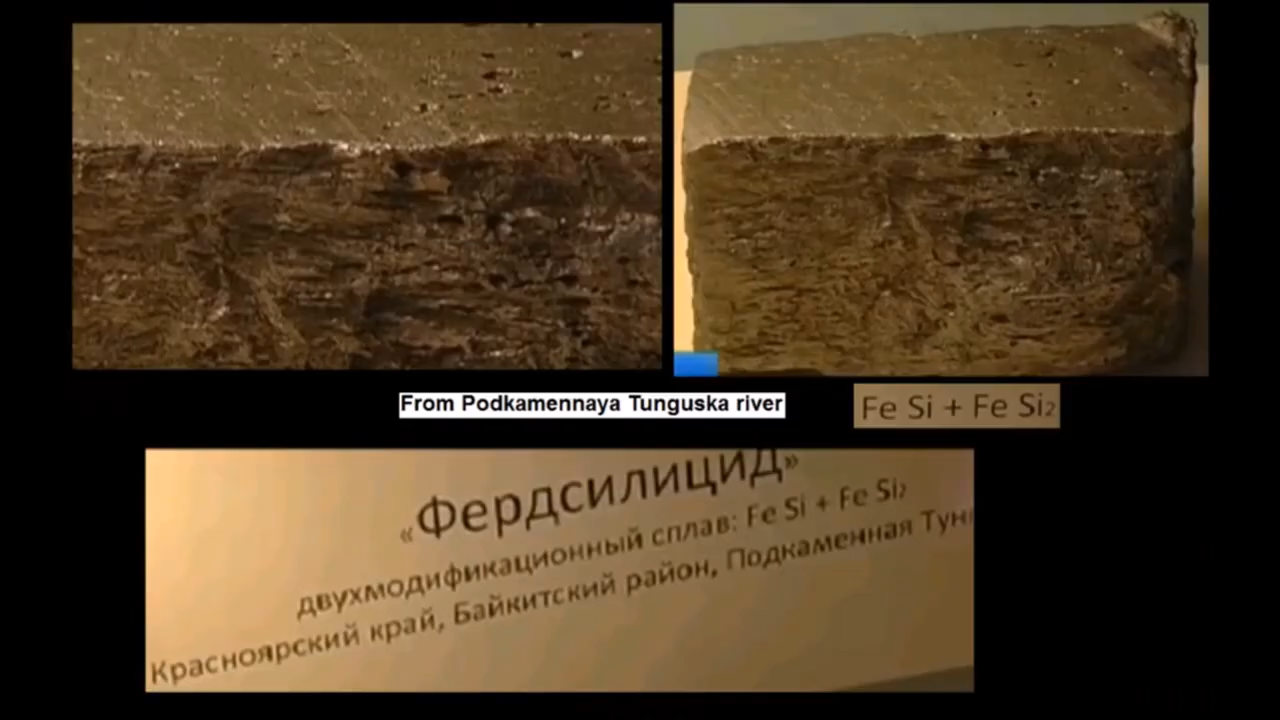 From Podkamennaya Tunguska river
Fe Si + Fe Si₂
«Фердсилицид»
двухмодификационный сплав: Fe Si + Fe Si₂
Красноярский край, Байкитский район, Подкаменная Тунг